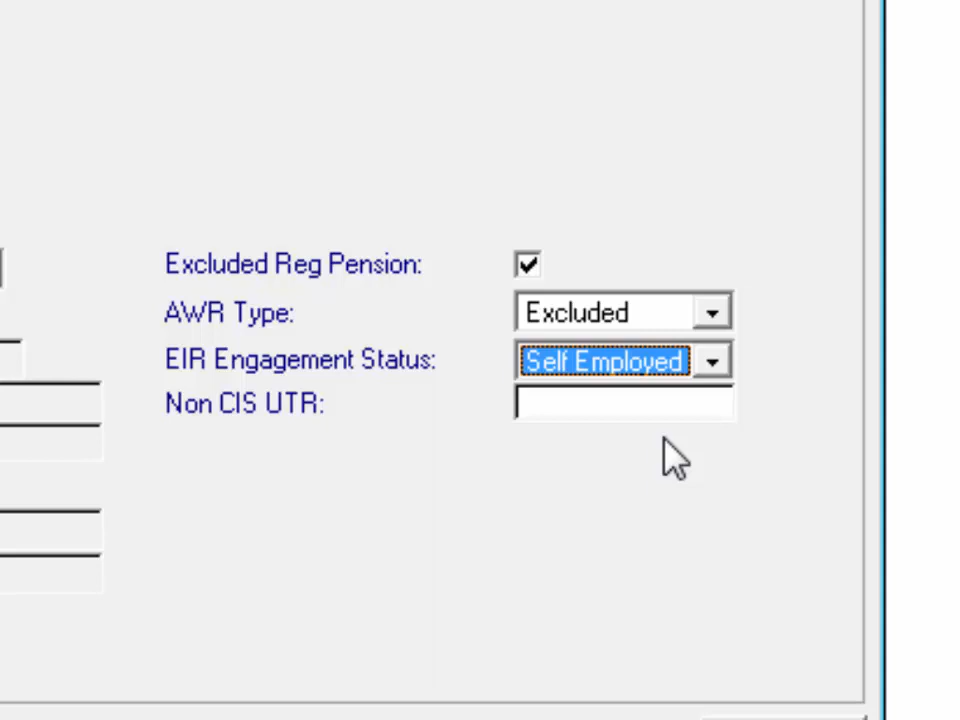 Excluded Reg Pension:
AWR Type: Excluded
EIR Engagement Status: Self Employed
Non CIS UTR: